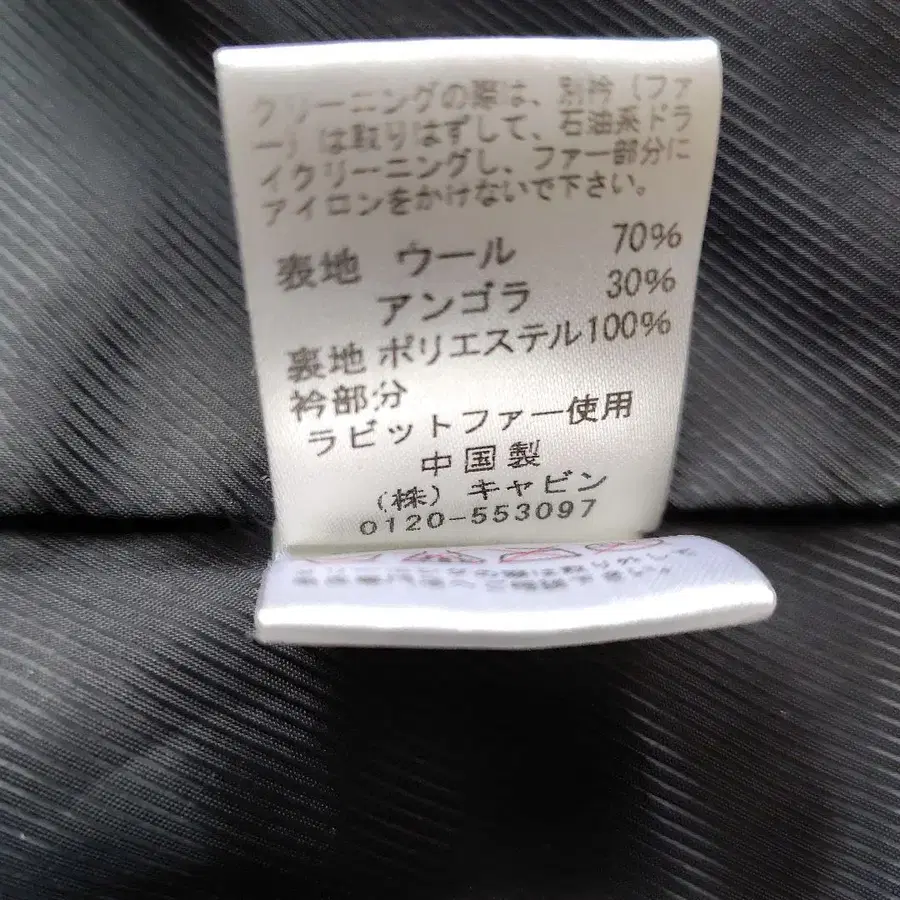 クリーニングの際は、別衿（ファ
ー）は取りはずして、石油系ドラ
イクリーニングし、ファー部分に
アイロンをかけないで下さい。
表地 ウール 70%
アンゴラ 30%
裏地 ポリエステル100%
衿部分
ラビットファー使用
中国製
（株）キャビン
0120-553097